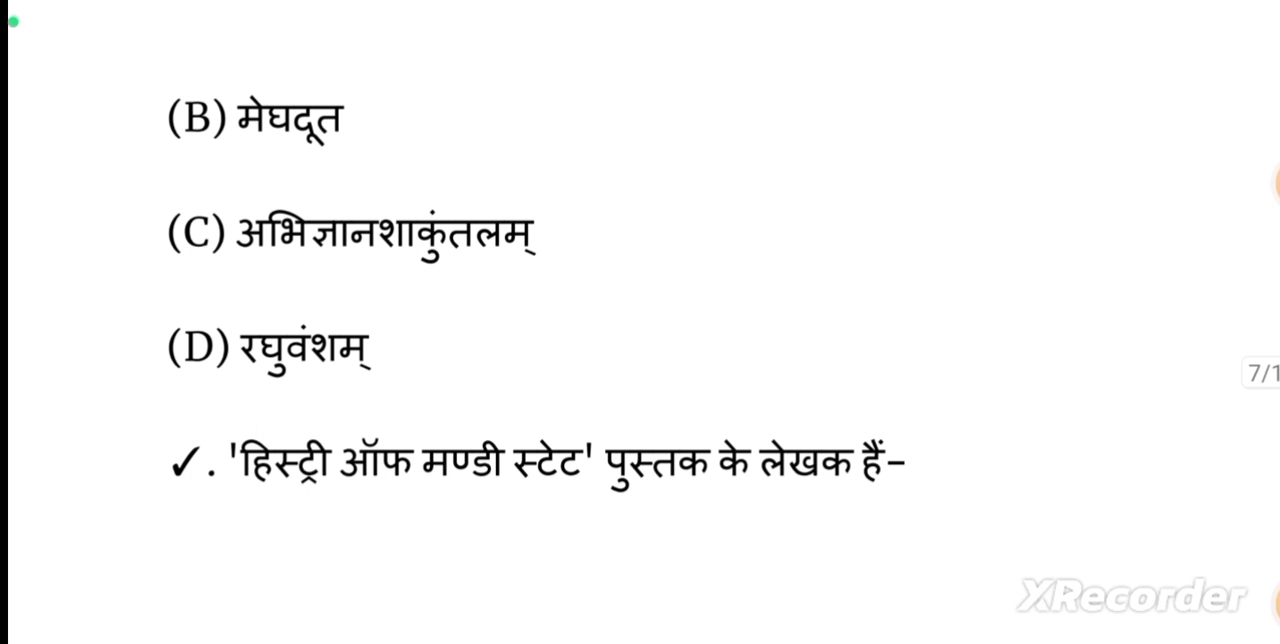 (B) मेघदूत
(C) अभिज्ञानशाकुंतलम्
(D) रघुवंशम्
7/1
✓. 'हिस्ट्री ऑफ मण्डी स्टेट' पुस्तक के लेखक हैं-
XRecorder